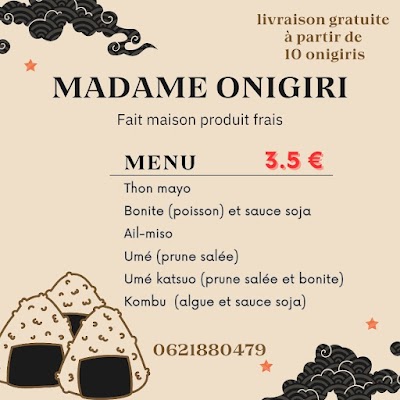 livraison gratuite
à partir de
10 onigiris
MADAME ONIGIRI
Fait maison produit frais
MENU 3.5 €
Thon mayo
Bonite (poisson) et sauce soja
Ail-miso
Umé (prune salée)
Umé katsuo (prune salée et bonite)
Kombu (algue et sauce soja)
0621880479